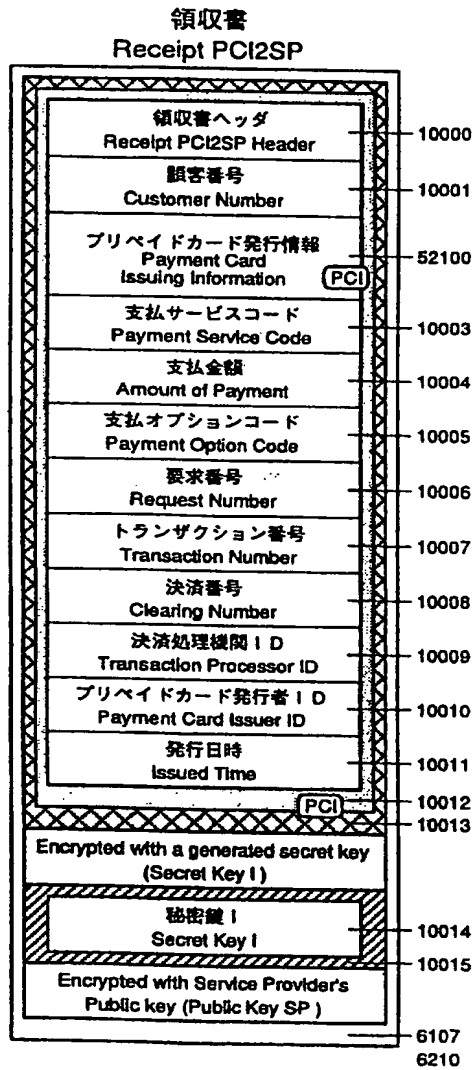 領収書
Receipt PCI2SP
領収書ヘッダ
Receipt PCI2SP Header
10000
顧客番号
Customer Number
10001
プリペイドカード発行情報
Payment Card
Issuing Information
PCI
52100
支払サービスコード
Payment Service Code
10003
支払金額
Amount of Payment
10004
支払オプションコード
Payment Option Code
10005
要求番号
Request Number
10006
トランザクション番号
Transaction Number
10007
決済番号
Clearing Number
10008
決済処理機関ID
Transaction Processor ID
10009
プリペイドカード発行者ID
Payment Card Issuer ID
10010
発行日時
Issued Time
10011
PCI
10012
10013
Encrypted with a generated secret key
(Secret Key I )
秘密鍵 I
Secret Key I
10014
10015
Encrypted with Service Provider's
Public key (Public Key SP )
6107
6210